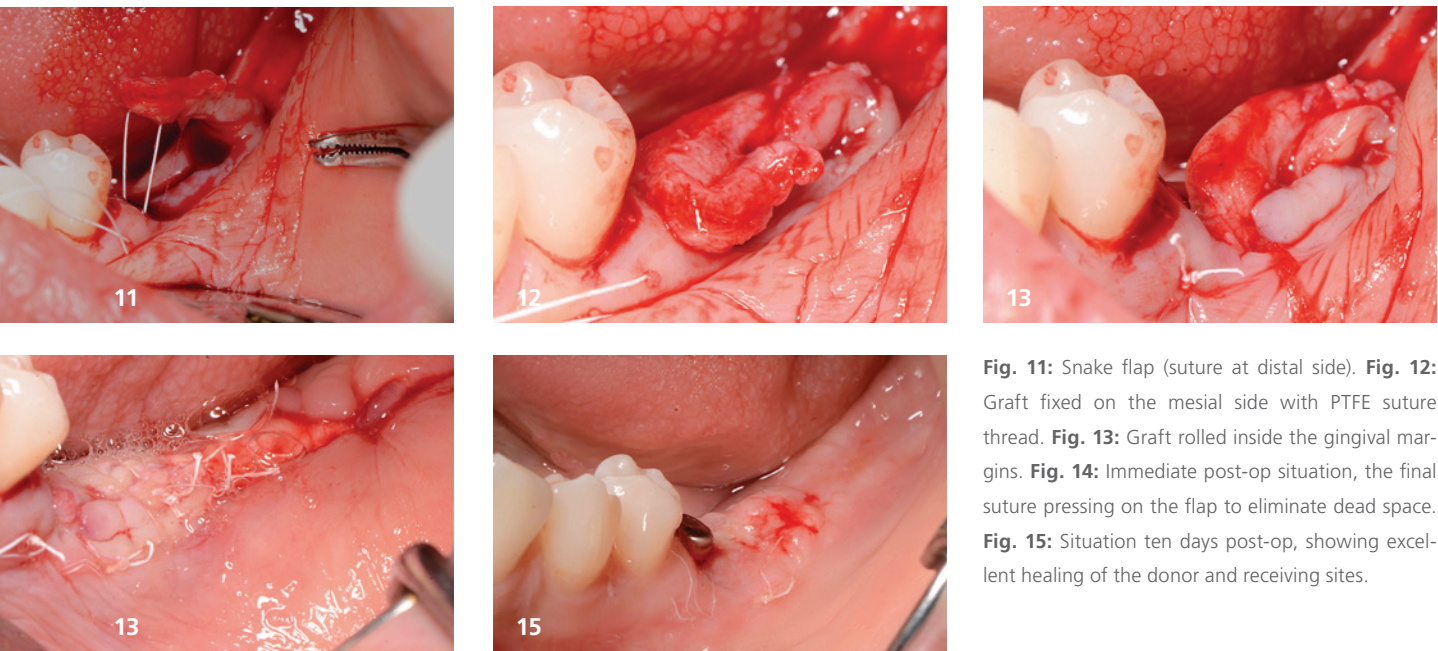 11
12
13
13
15
Fig. 11: Snake flap (suture at distal side). Fig. 12:
Graft fixed on the mesial side with PTFE suture
thread. Fig. 13: Graft rolled inside the gingival mar-
gins. Fig. 14: Immediate post-op situation, the final
suture pressing on the flap to eliminate dead space.
Fig. 15: Situation ten days post-op, showing excel-
lent healing of the donor and receiving sites.